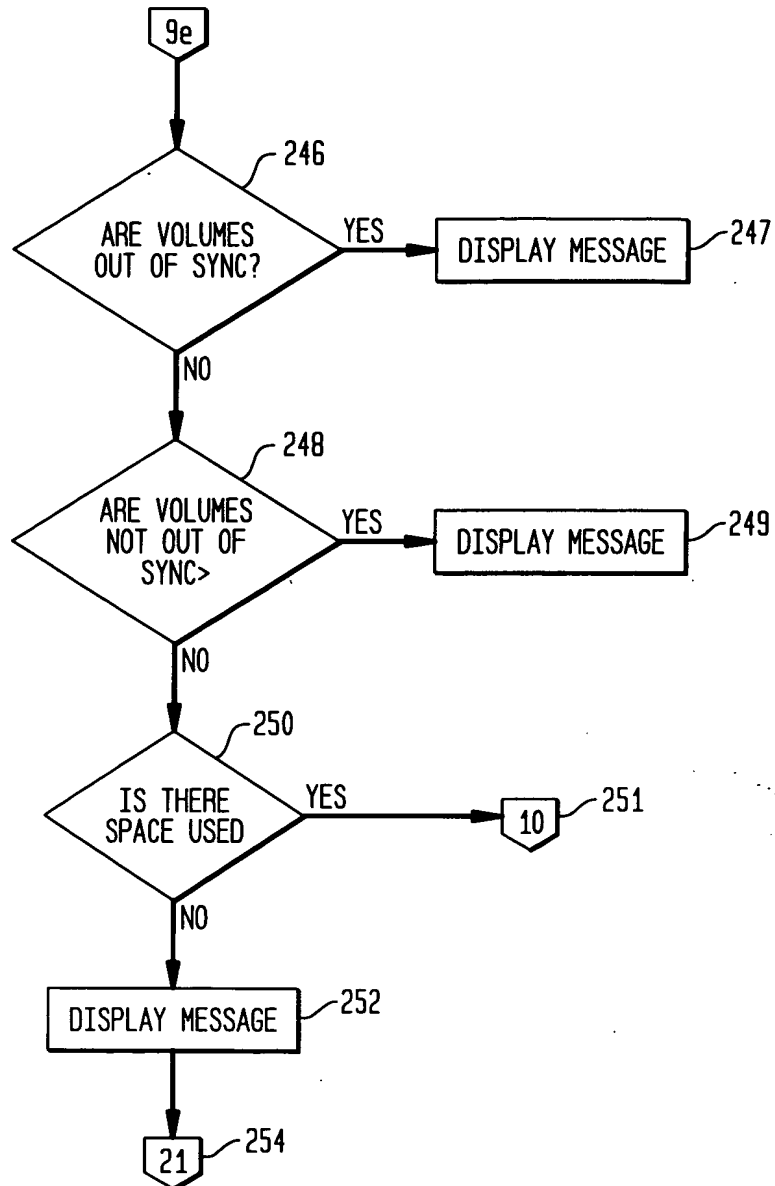 9e
246
ARE VOLUMES
OUT OF SYNC?
YES
DISPLAY MESSAGE
247
NO
248
ARE VOLUMES
NOT OUT OF
SYNC>
YES
DISPLAY MESSAGE
249
NO
250
IS THERE
SPACE USED
YES
10
251
NO
DISPLAY MESSAGE
252
21
254